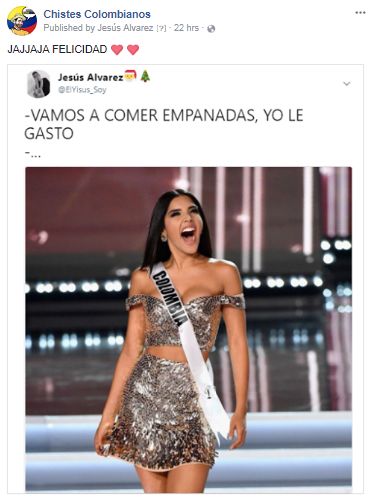 Chistes Colombianos
Published by Jesús Alvarez [?] · 22 hrs ·
JAJJAJA FELICIDAD ❤️ ❤️
Jesús Alvarez🎅🌲
@ElYisus_Soy
-VAMOS A COMER EMPANADAS, YO LE
GASTO
-...
COLOMBIA